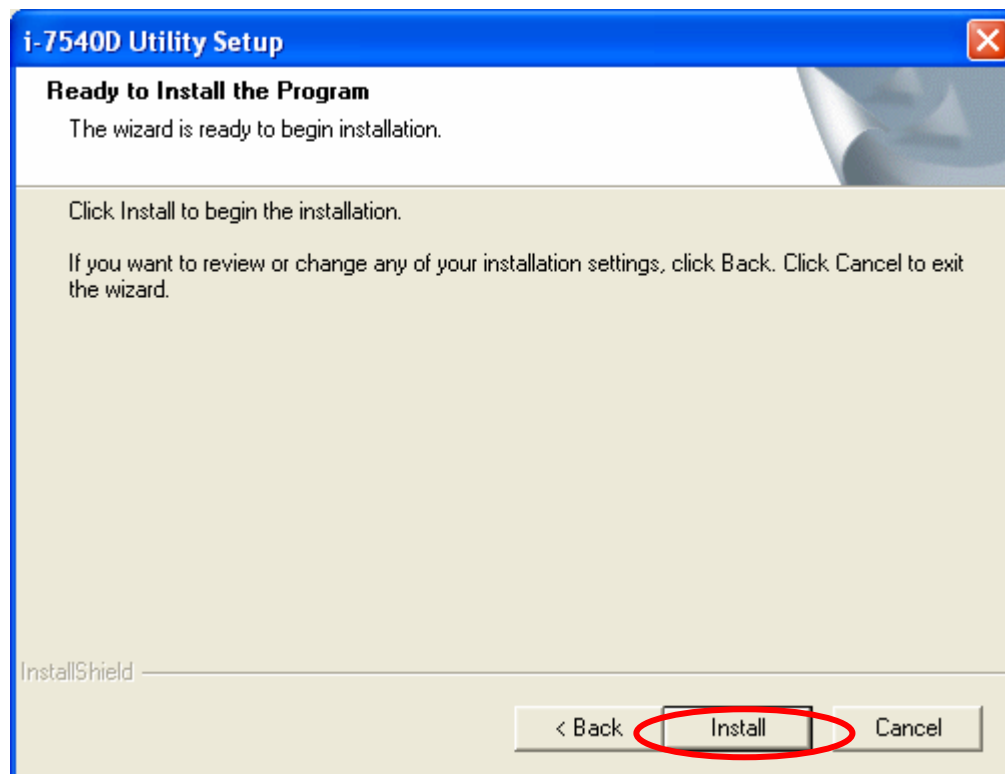 i-7540D Utility Setup
Ready to Install the Program
The wizard is ready to begin installation.
Click Install to begin the installation.
If you want to review or change any of your installation settings, click Back. Click Cancel to exit
the wizard.
InstallShield
< Back Install Cancel